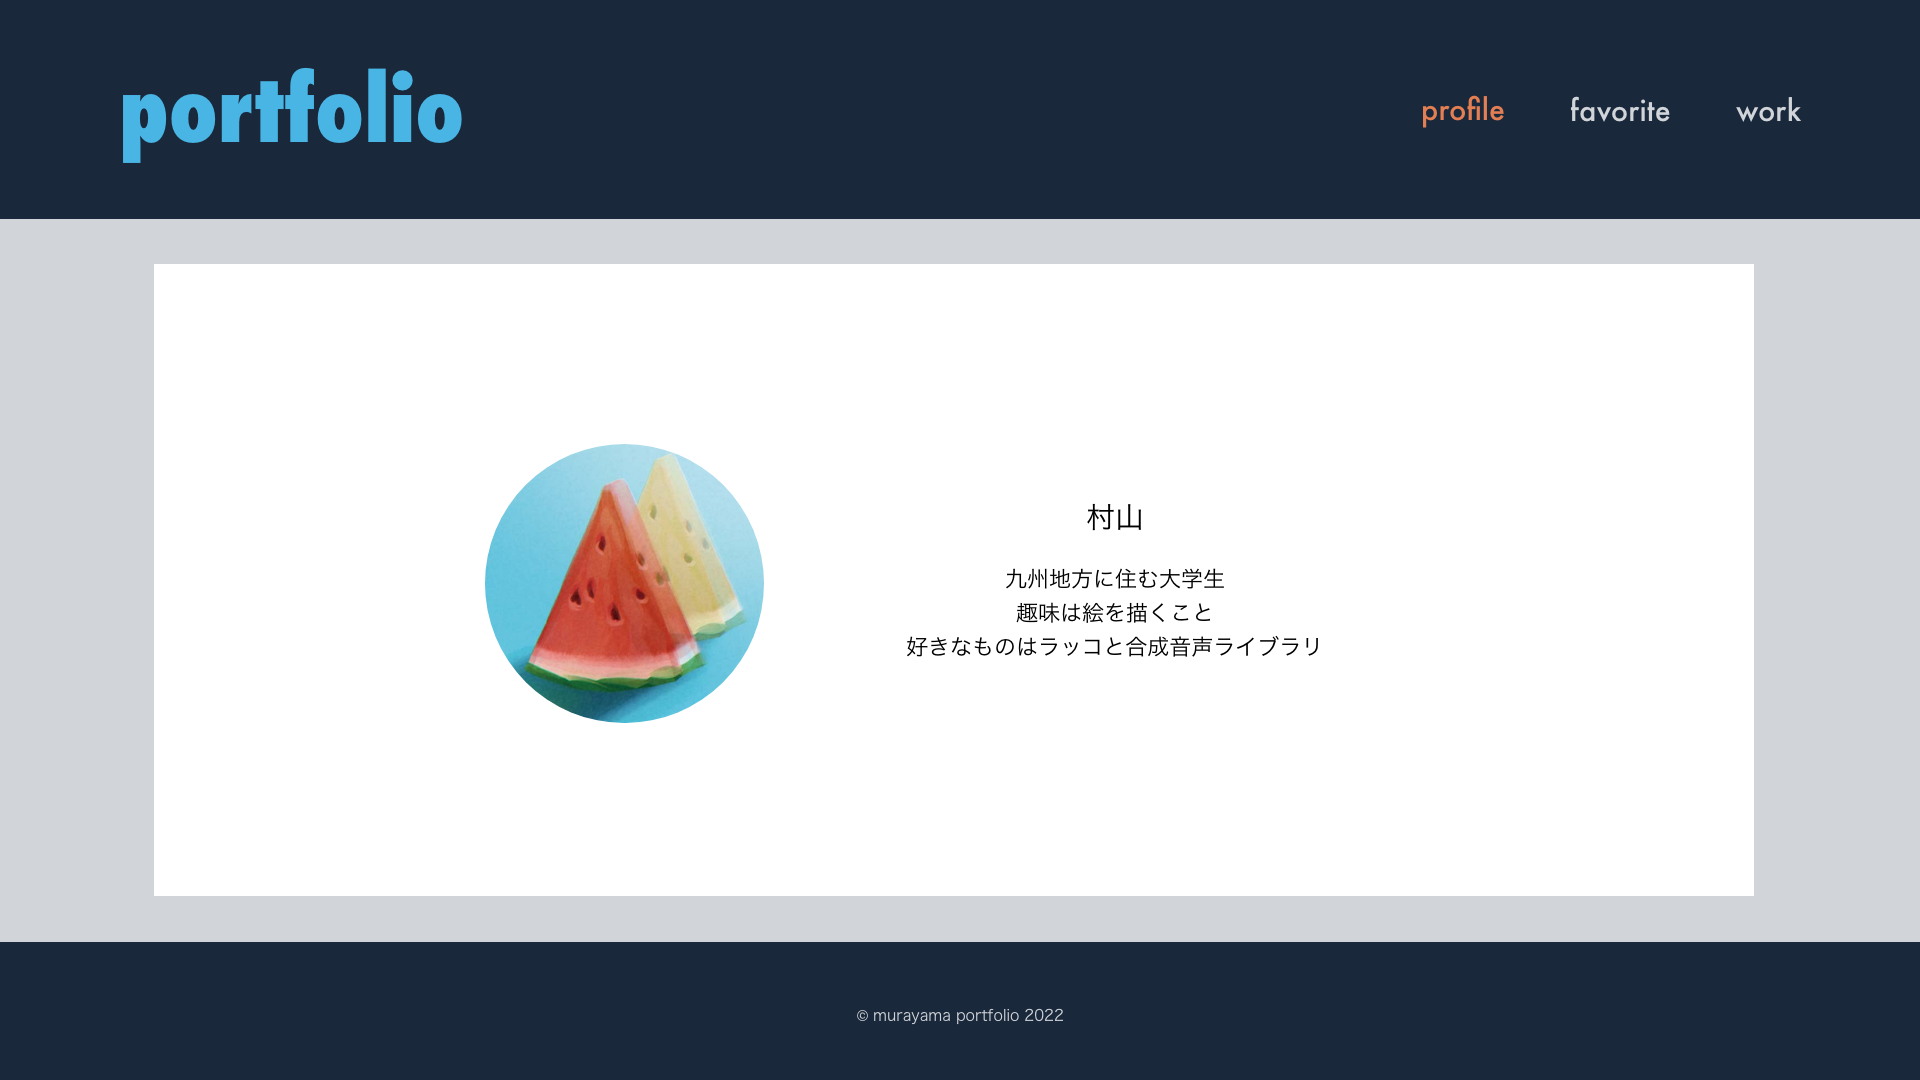 portfolio
profile
favorite
work
村山
九州地方に住む大学生
趣味は絵を描くこと
好きなものはラッコと合成音声ライブラリ
© murayama portfolio 2022